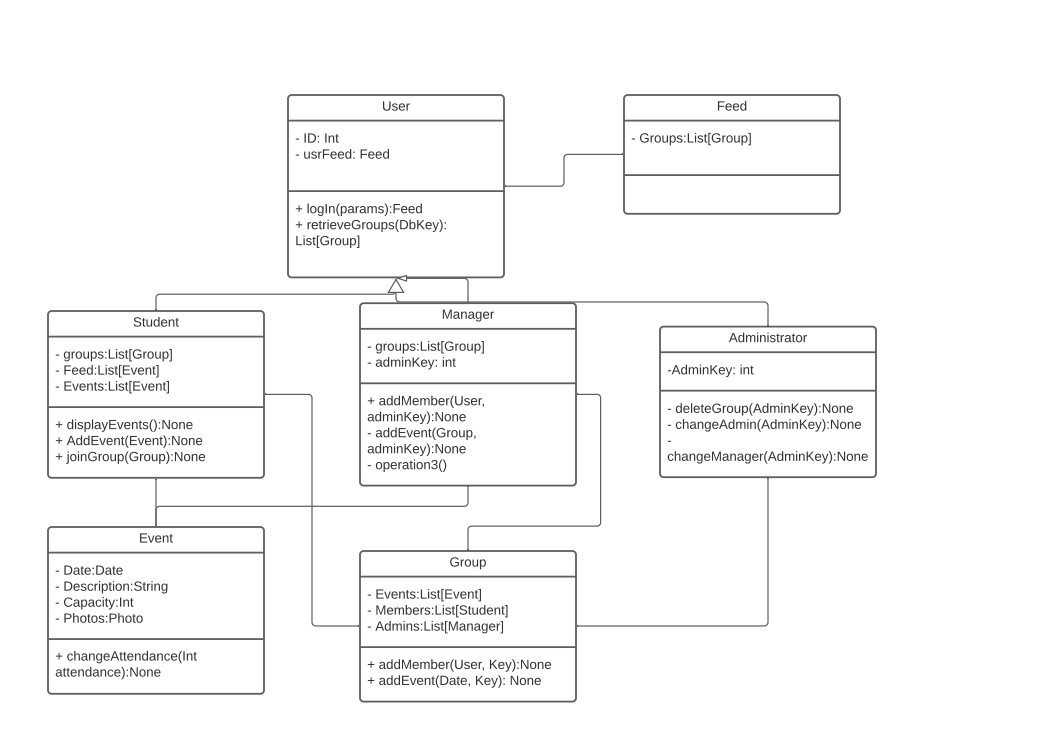 User
- ID: Int
- usrFeed: Feed
+ logIn(params):Feed
+ retrieveGroups(DbKey):
List[Group]
Feed
- Groups:List[Group]
Student
- groups:List[Group]
- Feed:List[Event]
- Events:List[Event]
+ displayEvents():None
+ AddEvent(Event):None
+ joinGroup(Group):None
Manager
- groups:List[Group]
- adminKey: int
+ addMember(User,
adminKey):None
- addEvent(Group,
adminKey):None
- operation3()
Administrator
-AdminKey: int
- deleteGroup(AdminKey):None
- changeAdmin(AdminKey):None
-
changeManager(AdminKey):None
Event
- Date:Date
- Description:String
- Capacity:Int
- Photos:Photo
+ changeAttendance(Int
attendance):None
Group
- Events:List[Event]
- Members:List[Student]
- Admins:List[Manager]
+ addMember(User, Key):None
+ addEvent(Date, Key): None